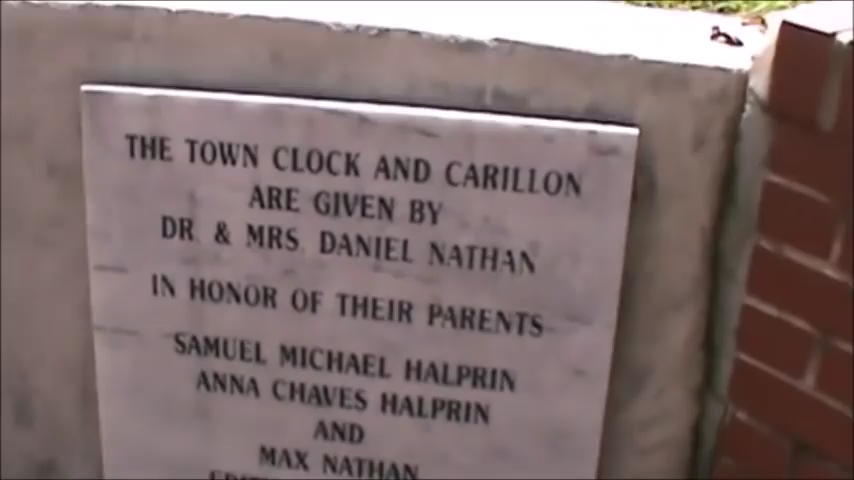 THE TOWN CLOCK AND CARILLON
ARE GIVEN BY
DR. & MRS. DANIEL NATHAN
IN HONOR OF THEIR PARENTS
SAMUEL MICHAEL HALPRIN
ANNA CHAVES HALPRIN
AND
MAX NATHAN